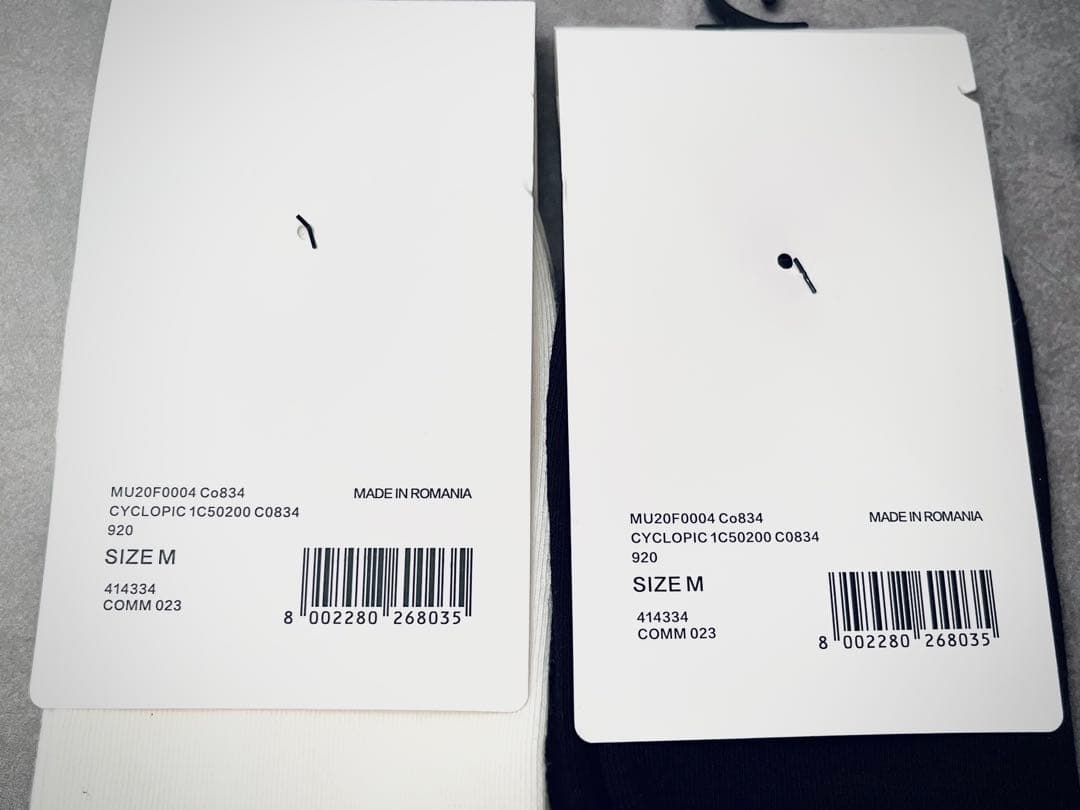 MU20F0004 Co834
MADE IN ROMANIA
CYCLOPIC 1C50200 C0834
920
SIZE M
414334
COMM 023
8 002280 268035
MU20F0004 Co834
MADE IN ROMANIA
CYCLOPIC 1C50200 C0834
920
SIZE M
414334
COMM 023
8 002280 268035